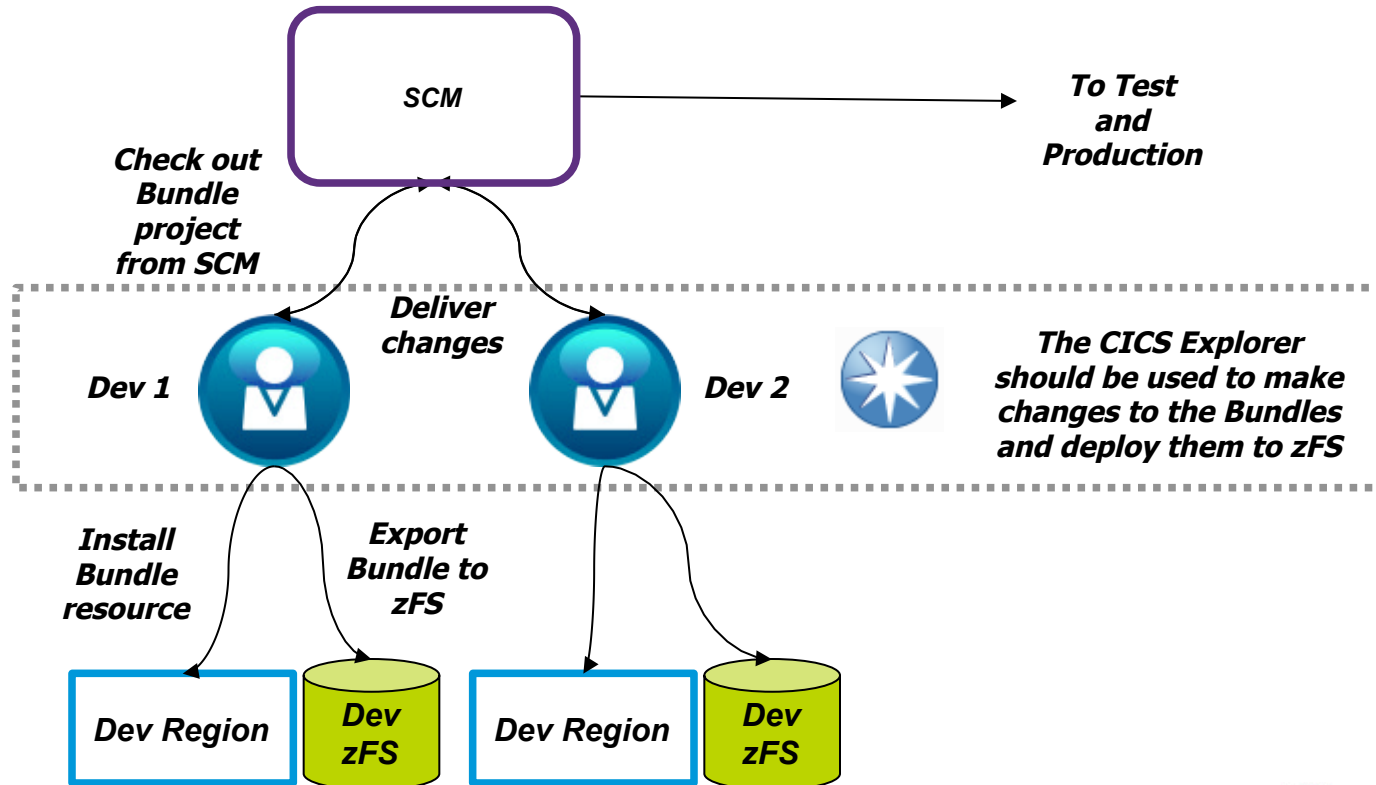 SCM
To Test
and
Production
Check out
Bundle
project
from SCM
Deliver
changes
Dev 1
Dev 2
The CICS Explorer
should be used to make
changes to the Bundles
and deploy them to zFS
Install
Bundle
resource
Export
Bundle to
zFS
Dev Region
Dev
zFS
Dev Region
Dev
zFS